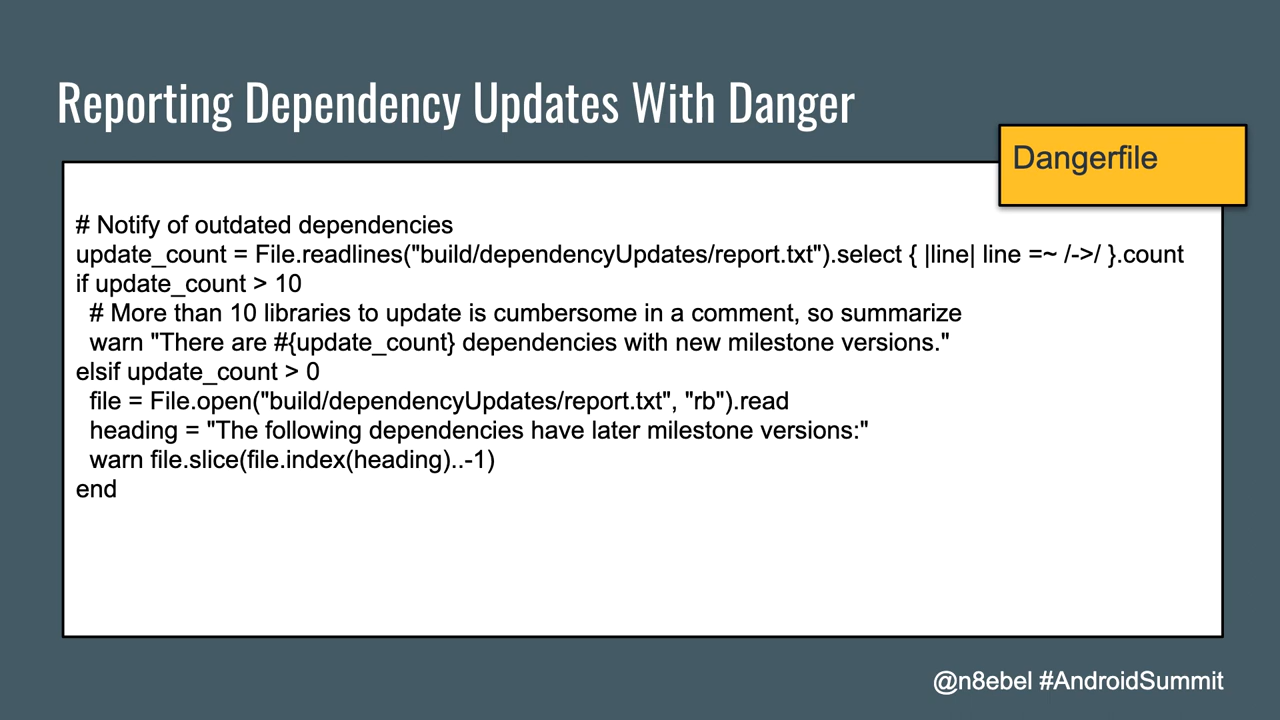 Reporting Dependency Updates With Danger
Dangerfile
# Notify of outdated dependencies
update_count = File.readlines("build/dependencyUpdates/report.txt").select { |line| line =~ /->/ }.count
if update_count > 10
  # More than 10 libraries to update is cumbersome in a comment, so summarize
  warn "There are #{update_count} dependencies with new milestone versions."
elsif update_count > 0
  file = File.open("build/dependencyUpdates/report.txt", "rb").read
  heading = "The following dependencies have later milestone versions:"
  warn file.slice(file.index(heading)..-1)
end
@n8ebel #AndroidSummit